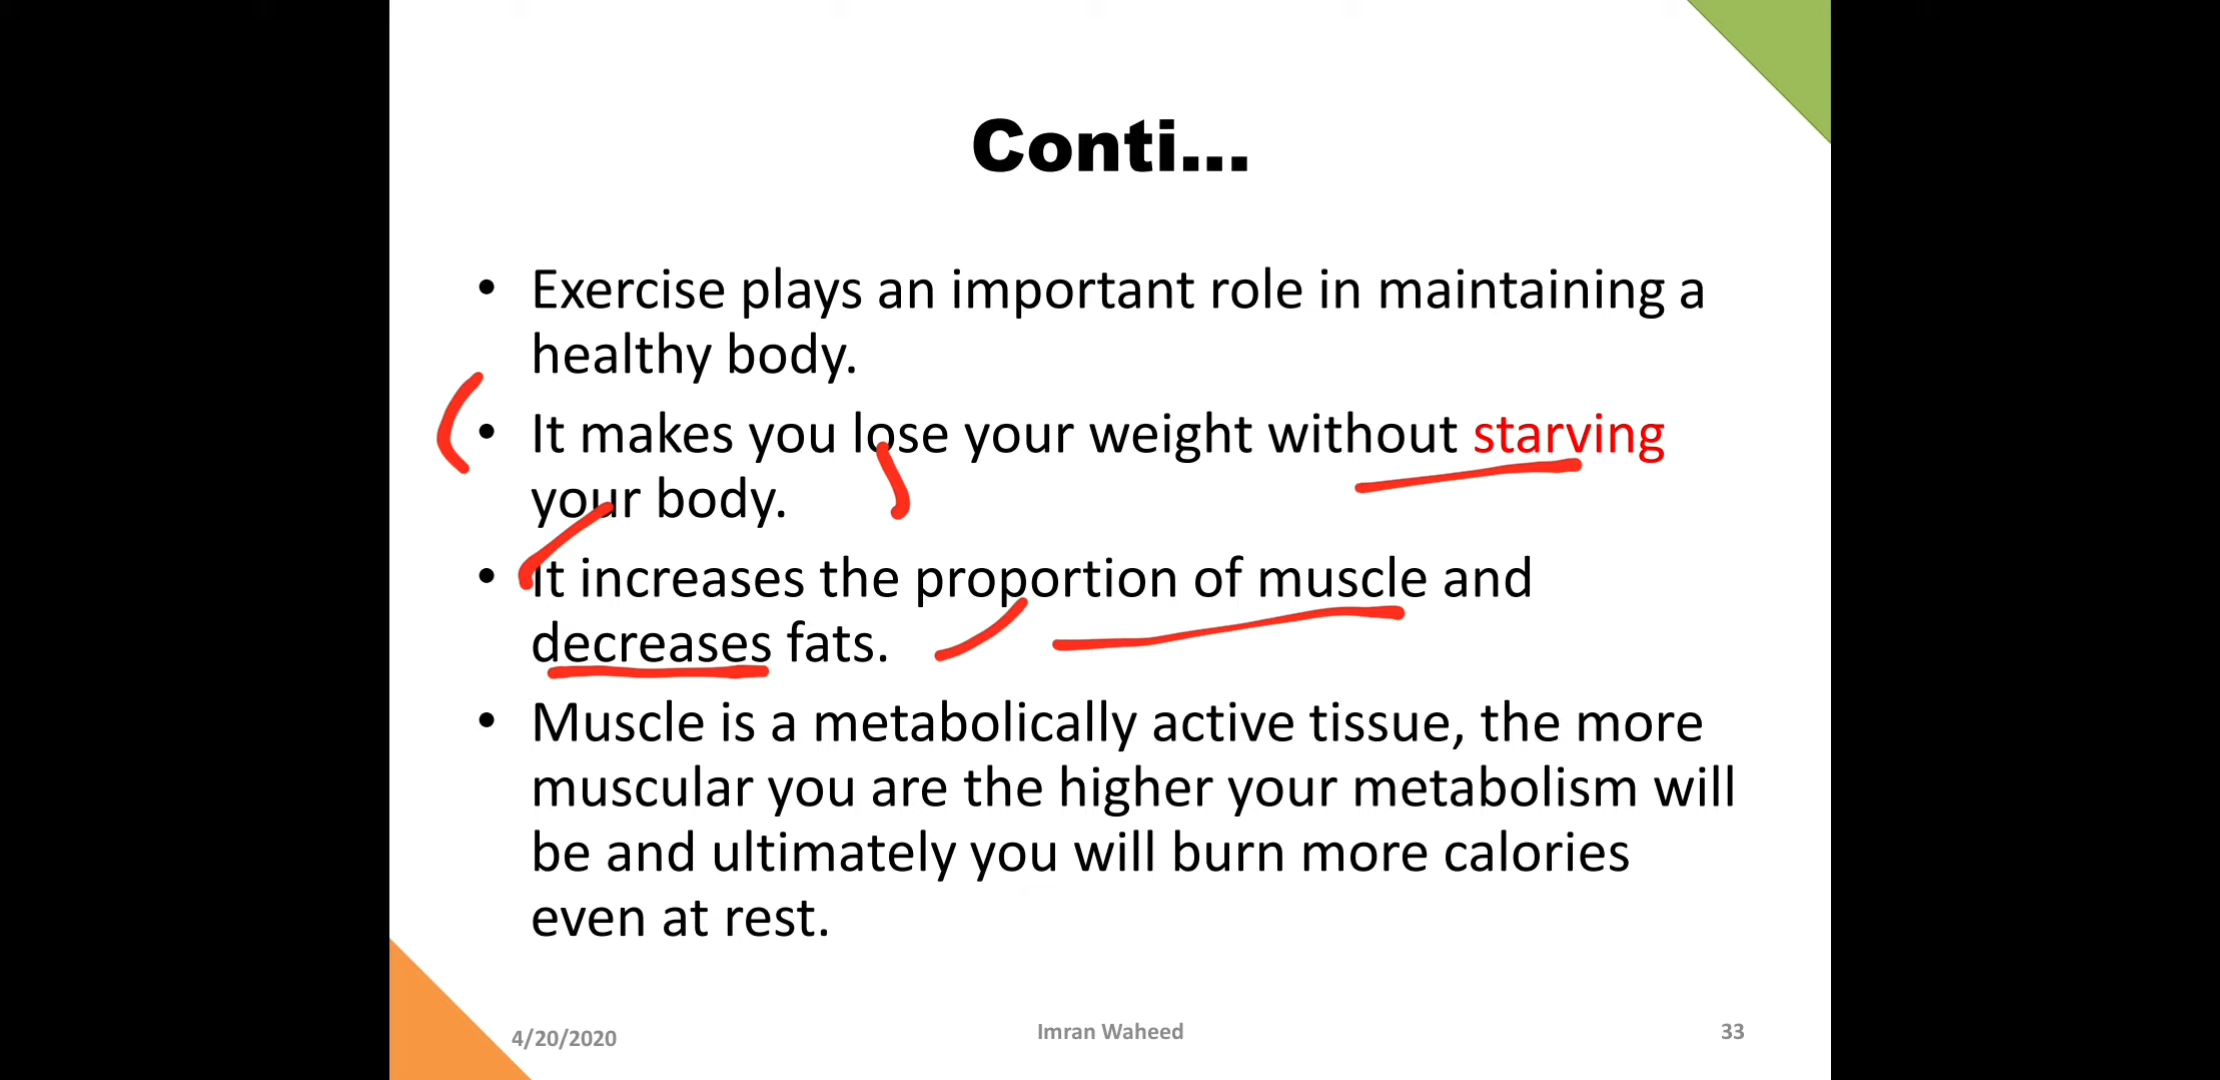 Conti...
• Exercise plays an important role in maintaining a
healthy body.
• It makes you lose your weight without starving
your body.
• It increases the proportion of muscle and
decreases fats.
• Muscle is a metabolically active tissue, the more
muscular you are the higher your metabolism will
be and ultimately you will burn more calories
even at rest.
4/20/2020
Imran Waheed
33